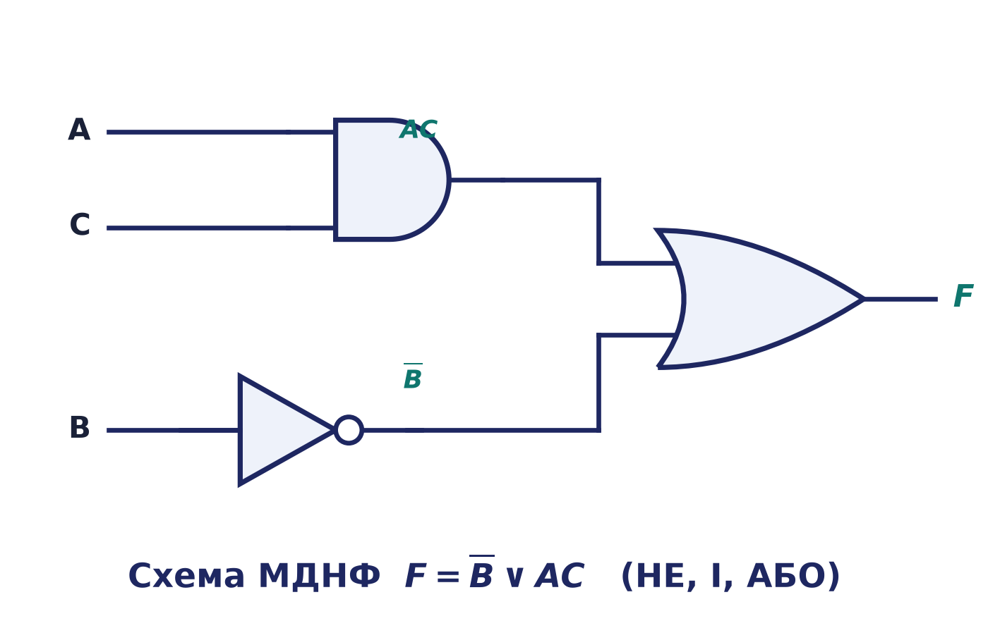 A
AC
C
F
B̅
B
Схема МДНФ F = B̅ ∨ AC (НЕ, І, АБО)